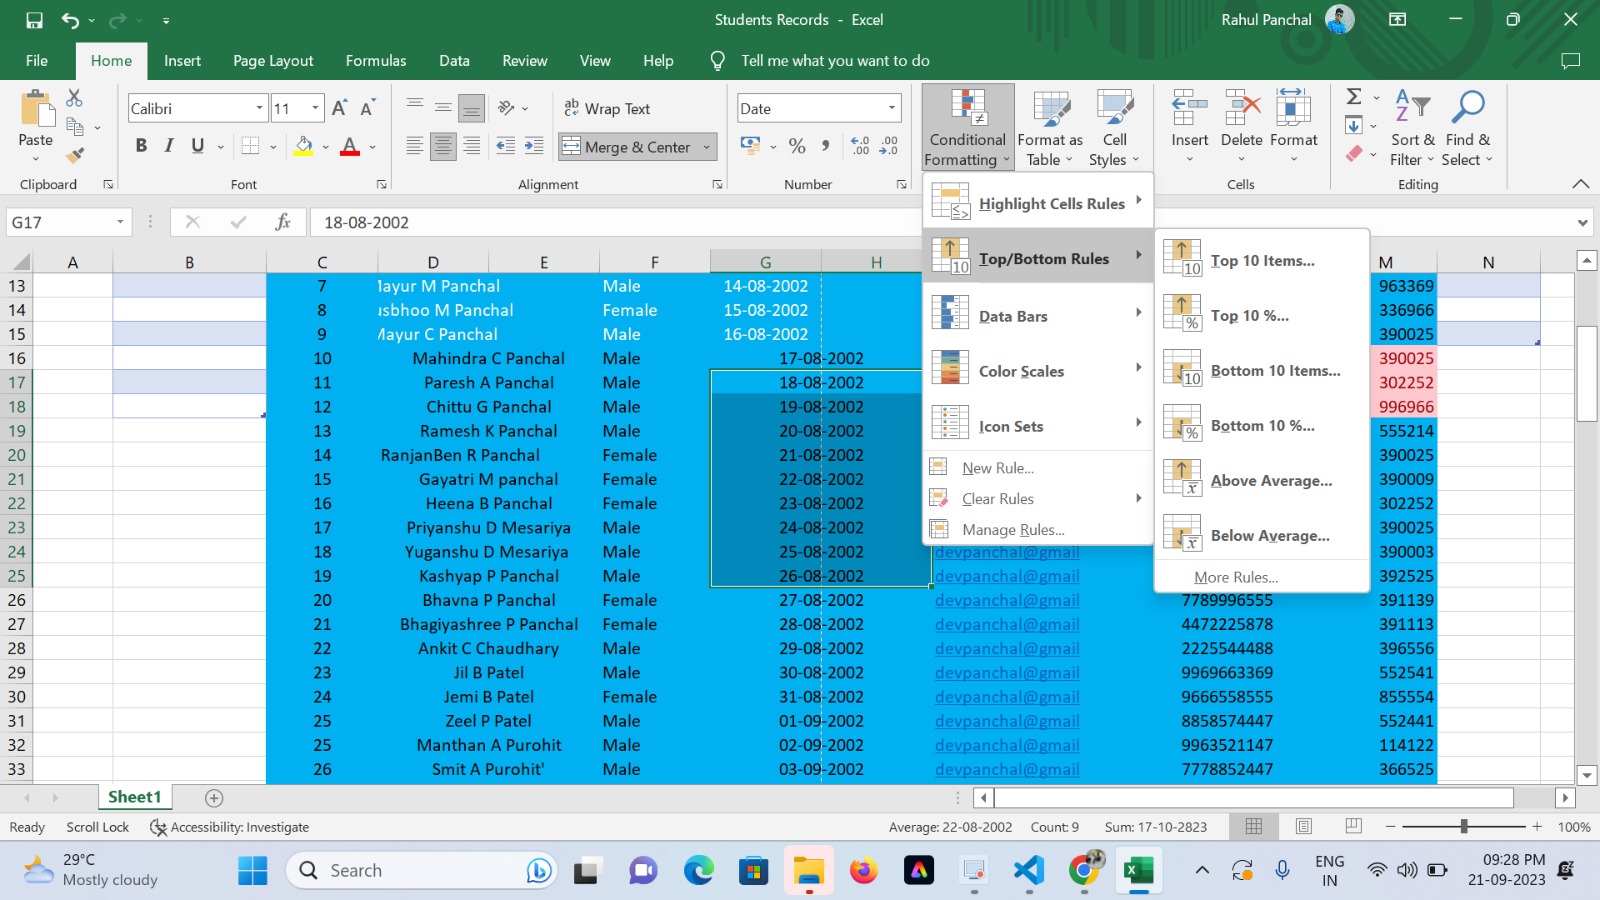 Students Records - Excel
Rahul Panchal
File Home Insert Page Layout Formulas Data Review View Help Tell me what you want to do
Paste
Clipboard
Calibri 11
A A
B I U A
Font
ab Wrap Text
Merge & Center
Alignment
Date
% , .00 .00
Number
Conditional Formatting
Format as Table
Cell Styles
Insert Delete Format
Cells
Sort & Filter
Find & Select
Editing
G17
fx
18-08-2002
Highlight Cells Rules
Top/Bottom Rules
Data Bars
Color Scales
Icon Sets
New Rule...
Clear Rules
Manage Rules...
Top 10 Items...
Top 10 %...
Bottom 10 Items...
Bottom 10 %...
Above Average...
Below Average...
More Rules...
A B C D E F G H M N
13 7 Mayur M Panchal Male 14-08-2002 963369
14 8 usbhoo M Panchal Female 15-08-2002 336966
15 9 Mayur C Panchal Male 16-08-2002 390025
16 10 Mahindra C Panchal Male 17-08-2002 390025
17 11 Paresh A Panchal Male 18-08-2002 302252
18 12 Chittu G Panchal Male 19-08-2002 996966
19 13 Ramesh K Panchal Male 20-08-2002 555214
20 14 RanjanBen R Panchal Female 21-08-2002 390025
21 15 Gayatri M panchal Female 22-08-2002 390009
22 16 Heena B Panchal Female 23-08-2002 302252
23 17 Priyanshu D Mesariya Male 24-08-2002 390025
24 18 Yuganshu D Mesariya Male 25-08-2002 devpanchal@gmail 390003
25 19 Kashyap P Panchal Male 26-08-2002 devpanchal@gmail 392525
26 20 Bhavna P Panchal Female 27-08-2002 devpanchal@gmail 7789996555 391139
27 21 Bhagiyashree P Panchal Female 28-08-2002 devpanchal@gmail 4472225878 391113
28 22 Ankit C Chaudhary Male 29-08-2002 devpanchal@gmail 2225544488 396556
29 23 Jil B Patel Male 30-08-2002 devpanchal@gmail 9969663369 552541
30 24 Jemi B Patel Female 31-08-2002 devpanchal@gmail 9666558555 855554
31 25 Zeel P Patel Male 01-09-2002 devpanchal@gmail 8858574447 552441
32 25 Manthan A Purohit Male 02-09-2002 devpanchal@gmail 9963521147 114122
33 26 Smit A Purohit' Male 03-09-2002 devpanchal@gmail 7778852447 366525
Sheet1
Ready Scroll Lock Accessibility: Investigate Average: 22-08-2002 Count: 9 Sum: 17-10-2823 100%
29°C
Mostly cloudy
Search
ENG
IN
09:28 PM
21-09-2023